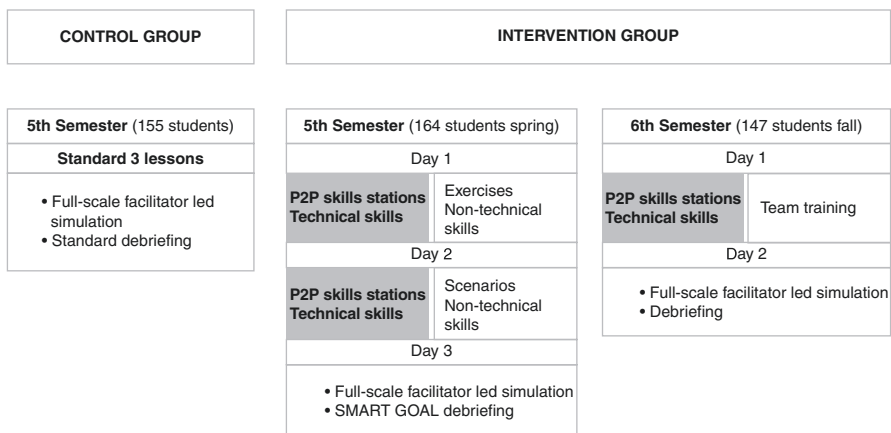 CONTROL GROUP
INTERVENTION GROUP
5th Semester (155 students)
Standard 3 lessons
• Full-scale facilitator led
simulation
• Standard debriefing
5th Semester (164 students spring)
Day 1
P2P skills stations
Technical skills
Exercises
Non-technical
skills
Day 2
P2P skills stations
Technical skills
Scenarios
Non-technical
skills
Day 3
• Full-scale facilitator led simulation
• SMART GOAL debriefing
6th Semester (147 students fall)
Day 1
P2P skills stations
Technical skills
Team training
Day 2
• Full-scale facilitator led simulation
• Debriefing